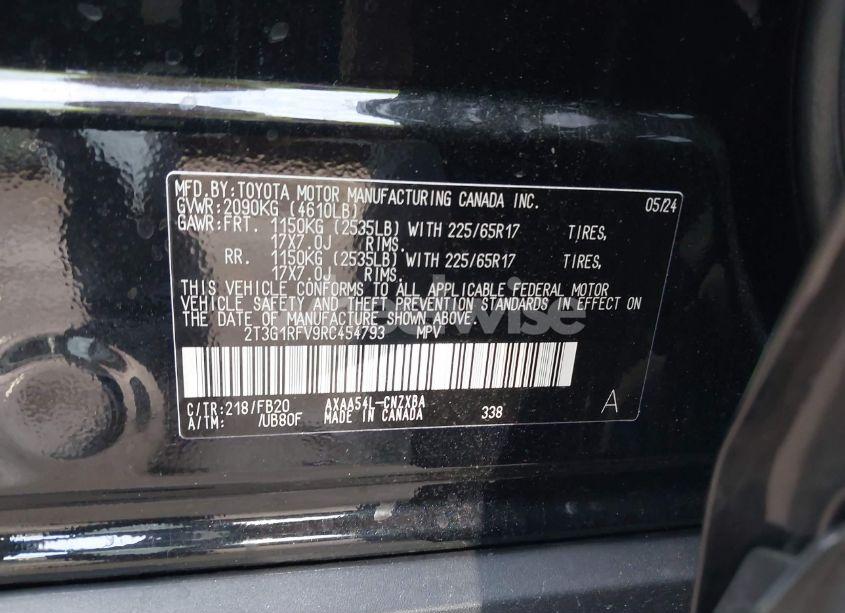 MFD.BY:TOYOTA MOTOR MANUFACTURING CANADA INC. 05/24
GVWR:2090KG (4610LB)
GAWR:FRT. 1150KG (2535LB) WITH 225/65R17 TIRES,
17X7.0J RIMS.
RR. 1150KG (2535LB) WITH 225/65R17 TIRES,
17X7.0J RIMS.
THIS VEHICLE CONFORMS TO ALL APPLICABLE FEDERAL MOTOR
VEHICLE SAFETY AND THEFT PREVENTION STANDARDS IN EFFECT ON
THE DATE OF MANUFACTURE SHOWN ABOVE.
2T3G1RFV9RC454793 MPV
C/TR:218/FB20 AXAA54L-CNZXBA
A/TM: /UB80F MADE IN CANADA 338 A